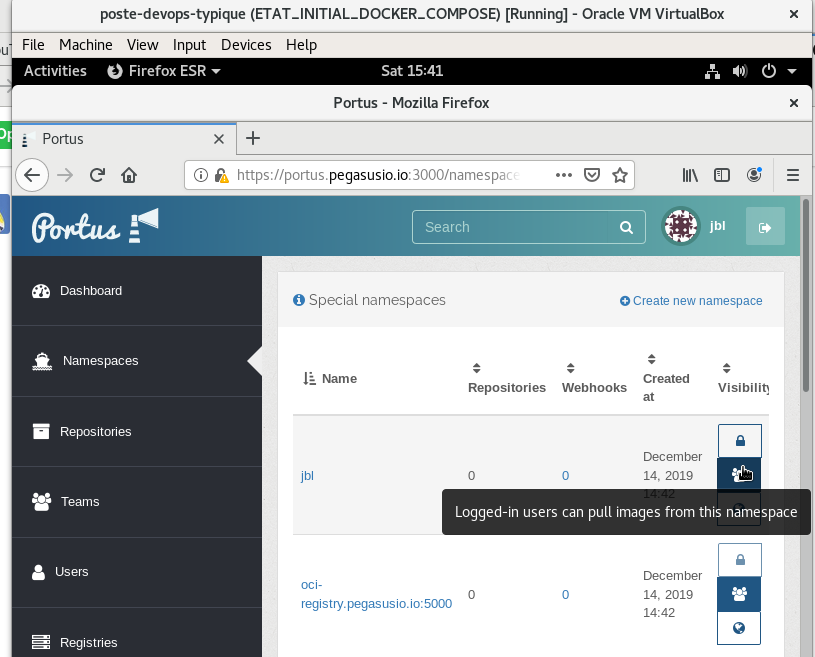 poste-devops-typique (ETAT_INITIAL_DOCKER_COMPOSE) [Running] - Oracle VM VirtualBox
File Machine View Input Devices Help
Activities Firefox ESR Sat 15:41
Portus - Mozilla Firefox
Portus
https://portus.pegasusio.io:3000/namespace
Portus Search jbl
Dashboard
Namespaces
Repositories
Teams
Users
Registries
Special namespaces Create new namespace
Name Repositories Webhooks Created at Visibility
jbl 0 0 December 14, 2019 14:42
Logged-in users can pull images from this namespace
oci-
registry.pegasusio.io:5000 0 0 December 14, 2019 14:42